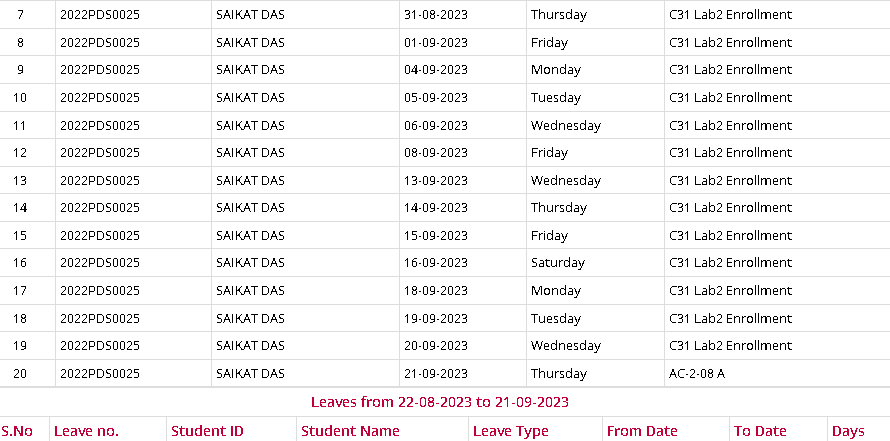 7 2022PDS0025 SAIKAT DAS 31-08-2023 Thursday C31 Lab2 Enrollment
8 2022PDS0025 SAIKAT DAS 01-09-2023 Friday C31 Lab2 Enrollment
9 2022PDS0025 SAIKAT DAS 04-09-2023 Monday C31 Lab2 Enrollment
10 2022PDS0025 SAIKAT DAS 05-09-2023 Tuesday C31 Lab2 Enrollment
11 2022PDS0025 SAIKAT DAS 06-09-2023 Wednesday C31 Lab2 Enrollment
12 2022PDS0025 SAIKAT DAS 08-09-2023 Friday C31 Lab2 Enrollment
13 2022PDS0025 SAIKAT DAS 13-09-2023 Wednesday C31 Lab2 Enrollment
14 2022PDS0025 SAIKAT DAS 14-09-2023 Thursday C31 Lab2 Enrollment
15 2022PDS0025 SAIKAT DAS 15-09-2023 Friday C31 Lab2 Enrollment
16 2022PDS0025 SAIKAT DAS 16-09-2023 Saturday C31 Lab2 Enrollment
17 2022PDS0025 SAIKAT DAS 18-09-2023 Monday C31 Lab2 Enrollment
18 2022PDS0025 SAIKAT DAS 19-09-2023 Tuesday C31 Lab2 Enrollment
19 2022PDS0025 SAIKAT DAS 20-09-2023 Wednesday C31 Lab2 Enrollment
20 2022PDS0025 SAIKAT DAS 21-09-2023 Thursday AC-2-08 A
Leaves from 22-08-2023 to 21-09-2023
S.No Leave no. Student ID Student Name Leave Type From Date To Date Days